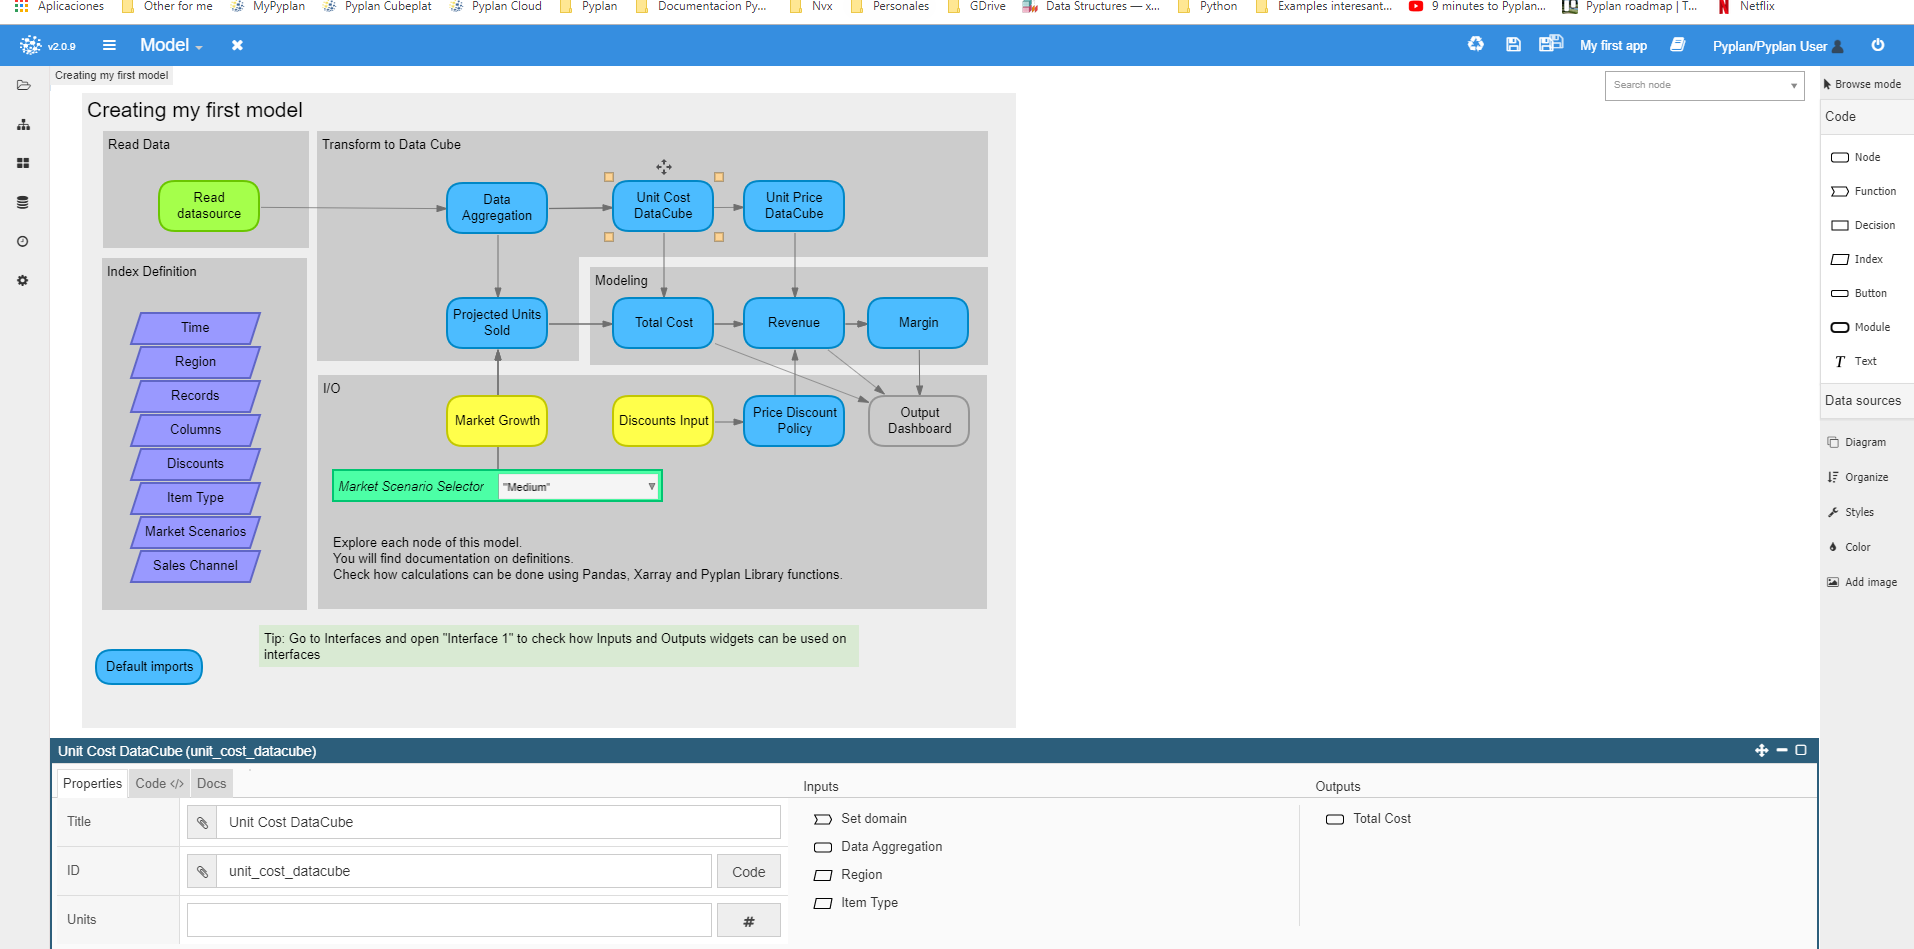 Aplicaciones
Other for me
MyPyplan
Pyplan Cubeplat
Pyplan Cloud
Pyplan
Documentacion Py...
Nvx
Personales
GDrive
Data Structures — x...
Python
Examples interesant...
9 minutes to Pyplan...
Pyplan roadmap | T...
Netflix
v2.0.9
Model
My first app
Pyplan/Pyplan User
Creating my first model
Search node
Browse mode
Creating my first model
Read Data
Read
datasource
Transform to Data Cube
Data
Aggregation
Unit Cost
DataCube
Unit Price
DataCube
Index Definition
Time
Region
Records
Columns
Discounts
Item Type
Market Scenarios
Sales Channel
Projected Units
Sold
Modeling
Total Cost
Revenue
Margin
I/O
Market Growth
Discounts Input
Price Discount
Policy
Output
Dashboard
Market Scenario Selector
"Medium"
Explore each node of this model.
You will find documentation on definitions.
Check how calculations can be done using Pandas, Xarray and Pyplan Library functions.
Tip: Go to Interfaces and open "Interface 1" to check how Inputs and Outputs widgets can be used on
interfaces
Default imports
Code
Node
Function
Decision
Index
Button
Module
T Text
Data sources
Diagram
Organize
Styles
Color
Add image
Unit Cost DataCube (unit_cost_datacube)
Properties
Code </>
Docs
Title
Unit Cost DataCube
ID
unit_cost_datacube
Code
Units
#
Inputs
Set domain
Data Aggregation
Region
Item Type
Outputs
Total Cost